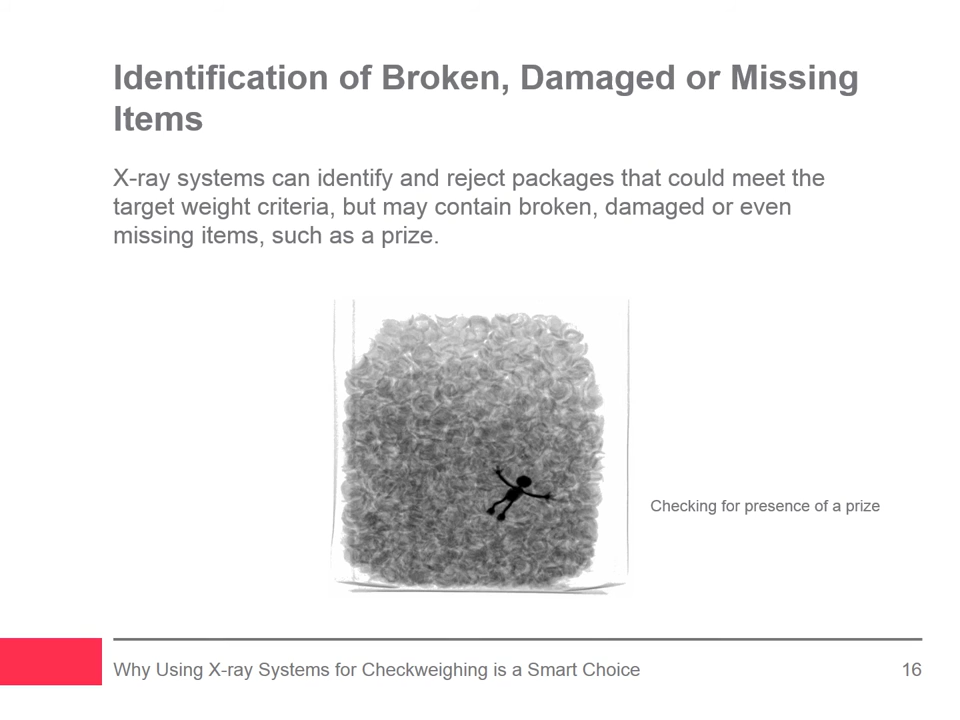 Identification of Broken, Damaged or Missing
Items
X-ray systems can identify and reject packages that could meet the
target weight criteria, but may contain broken, damaged or even
missing items, such as a prize.
Checking for presence of a prize
Why Using X-ray Systems for Checkweighing is a Smart Choice
16